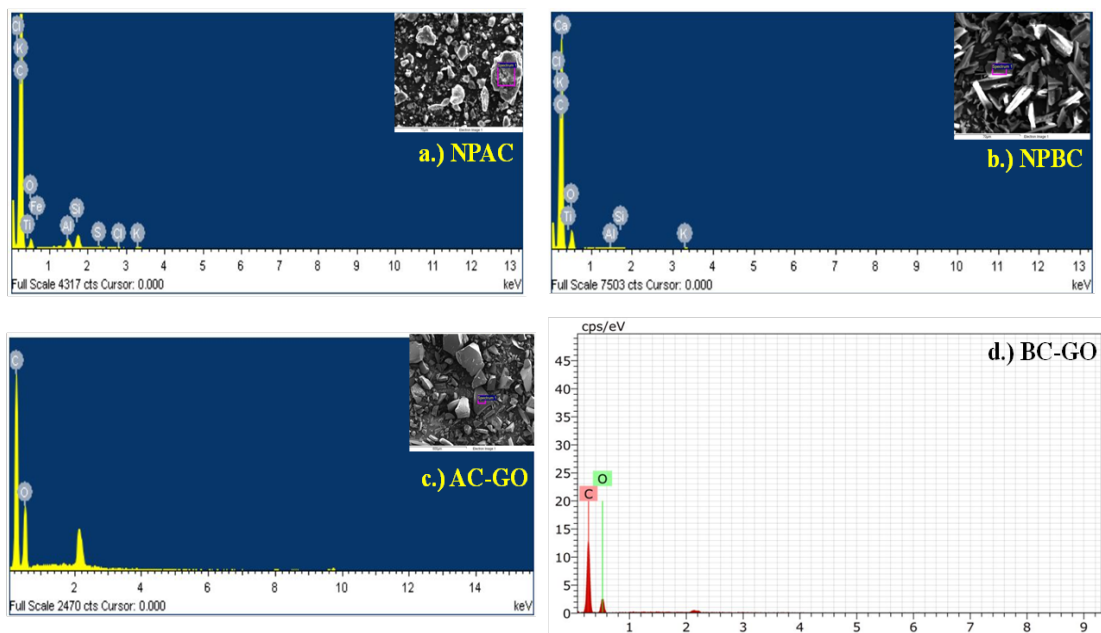 Cl
K
C
O
Fe
Ti
Al
Si
S
Cl
K
a.) NPAC
1 2 3 4 5 6 7 8 9 10 11 12 13
Full Scale 4317 cts Cursor: 0.000 keV
Ca
Cl
K
C
O
Ti
Al
Si
K
b.) NPBC
1 2 3 4 5 6 7 8 9 10 11 12 13
Full Scale 7503 cts Cursor: 0.000 keV
C
O
c.) AC-GO
2 4 6 8 10 12 14
Full Scale 2470 cts Cursor: 0.000 keV
cps/eV
d.) BC-GO
45
40
35
30
25
20
15
10
5
0
C
O
1 2 3 4 5 6 7 8 9